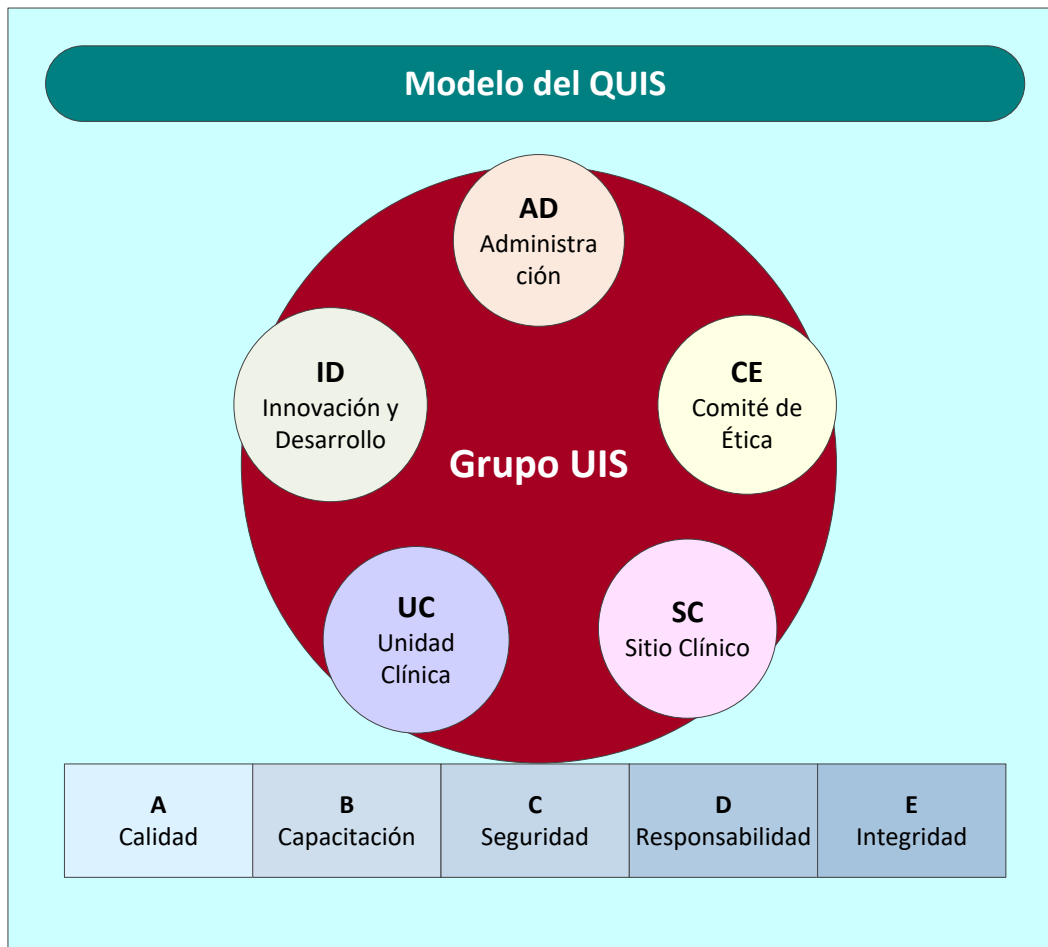 Modelo del QUIS
AD
Administra
ción
ID
Innovación y
Desarrollo
CE
Comité de
Ética
Grupo UIS
UC
Unidad
Clínica
SC
Sitio Clínico
A
Calidad
B
Capacitación
C
Seguridad
D
Responsabilidad
E
Integridad